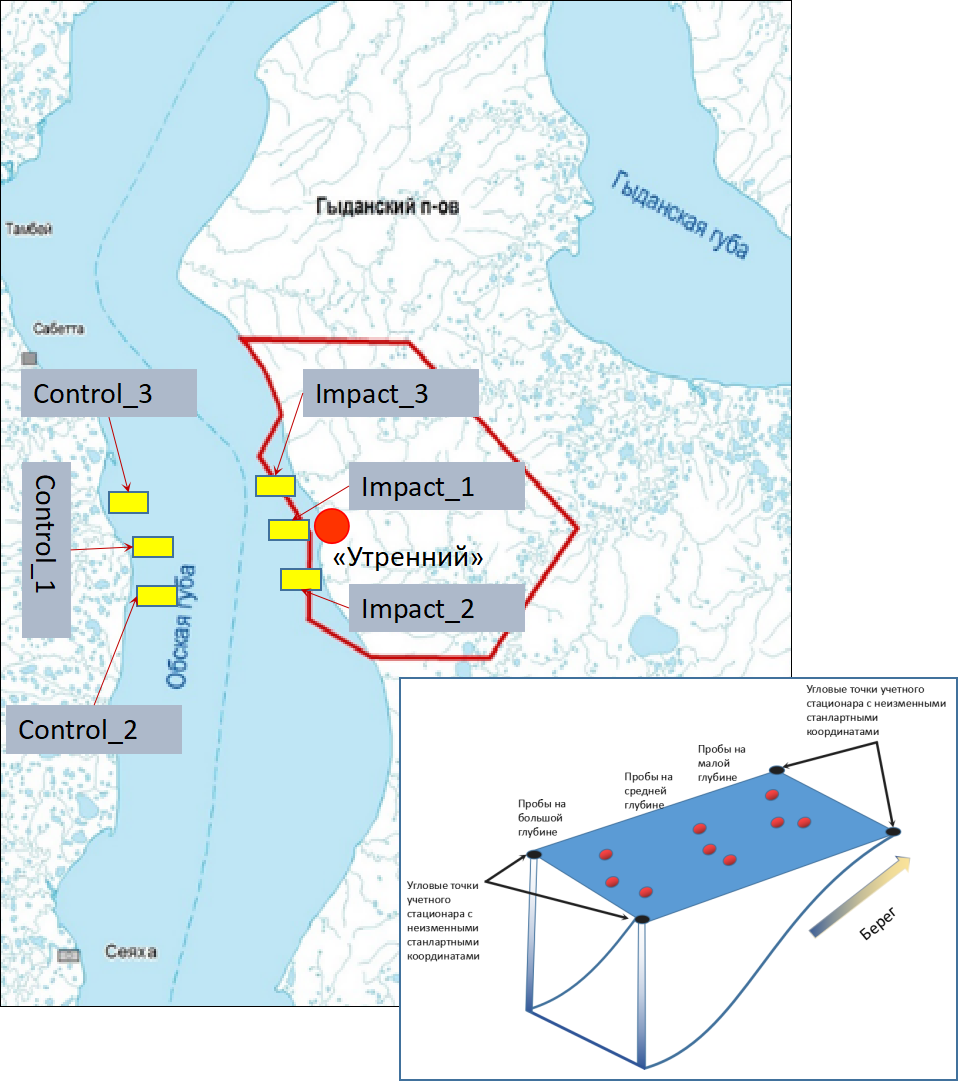 Гыданский п-ов
Гыданская губа
Тамбей
Сабетта
Control_3
Impact_3
Control_1
Impact_1
«Утренний»
Impact_2
Обская губа
Control_2
Сеяха
Угловые точки учетного
стационара с неизменными
станлартными
координатами
Пробы на
малой
глубине
Пробы на
средней
глубине
Пробы на
большой
глубине
Угловые точки
учетного
стационара с
неизменными
станлартными
координатами
Берег